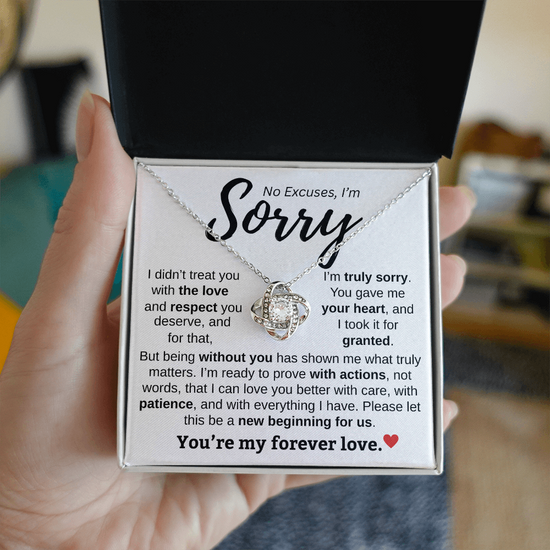 No Excuses, I'm
Sorry
I didn't treat you
with the love
and respect you
deserve, and
for that,
I'm truly sorry.
You gave me
your heart, and
I took it for
granted.
But being without you has shown me what truly
matters. I'm ready to prove with actions, not
words, that I can love you better with care, with
patience, and with everything I have. Please let
this be a new beginning for us.
You're my forever love.